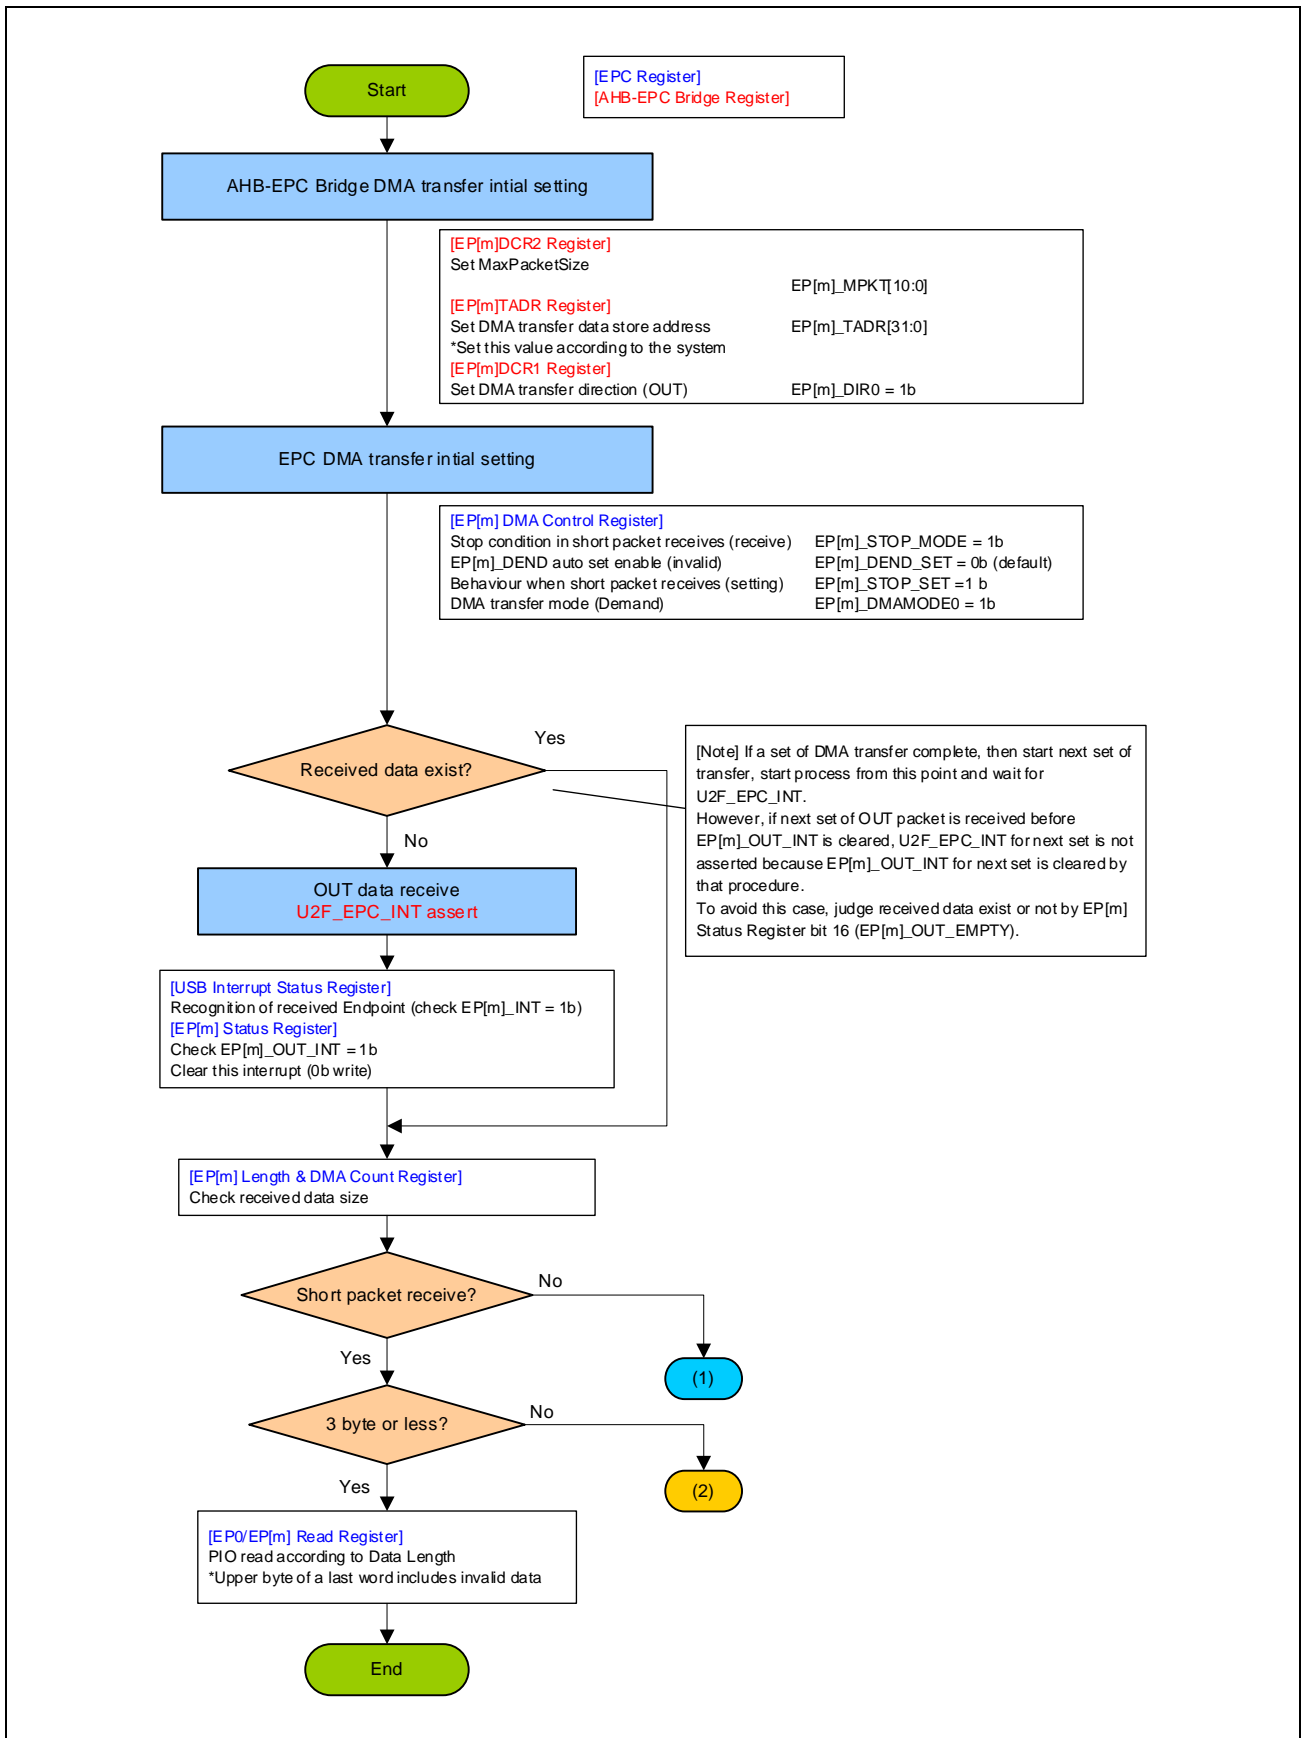 Start
[EPC Register]
[AHB-EPC Bridge Register]
AHB-EPC Bridge DMA transfer intial setting
[EP[m]DCR2 Register]
Set MaxPacketSize
EP[m]_MPKT[10:0]
[EP[m]TADR Register]
Set DMA transfer data store address EP[m]_TADR[31:0]
*Set this value according to the system
[EP[m]DCR1 Register]
Set DMA transfer direction (OUT) EP[m]_DIR0 = 1b
EPC DMA transfer intial setting
[EP[m] DMA Control Register]
Stop condition in short packet receives (receive) EP[m]_STOP_MODE = 1b
EP[m]_DEND auto set enable (invalid) EP[m]_DEND_SET = 0b (default)
Behaviour when short packet receives (setting) EP[m]_STOP_SET =1 b
DMA transfer mode (Demand) EP[m]_DMAMODE0 = 1b
Received data exist?
Yes
No
[Note] If a set of DMA transfer complete, then start next set of
transfer, start process from this point and wait for
U2F_EPC_INT.
However, if next set of OUT packet is received before
EP[m]_OUT_INT is cleared, U2F_EPC_INT for next set is not
asserted because EP[m]_OUT_INT for next set is cleared by
that procedure.
To avoid this case, judge received data exist or not by EP[m]
Status Register bit 16 (EP[m]_OUT_EMPTY).
OUT data receive
U2F_EPC_INT assert
[USB Interrupt Status Register]
Recognition of received Endpoint (check EP[m]_INT = 1b)
[EP[m] Status Register]
Check EP[m]_OUT_INT = 1b
Clear this interrupt (0b write)
[EP[m] Length & DMA Count Register]
Check received data size
Short packet receive?
No
Yes
(1)
3 byte or less?
No
Yes
(2)
[EP0/EP[m] Read Register]
PIO read according to Data Length
*Upper byte of a last word includes invalid data
End